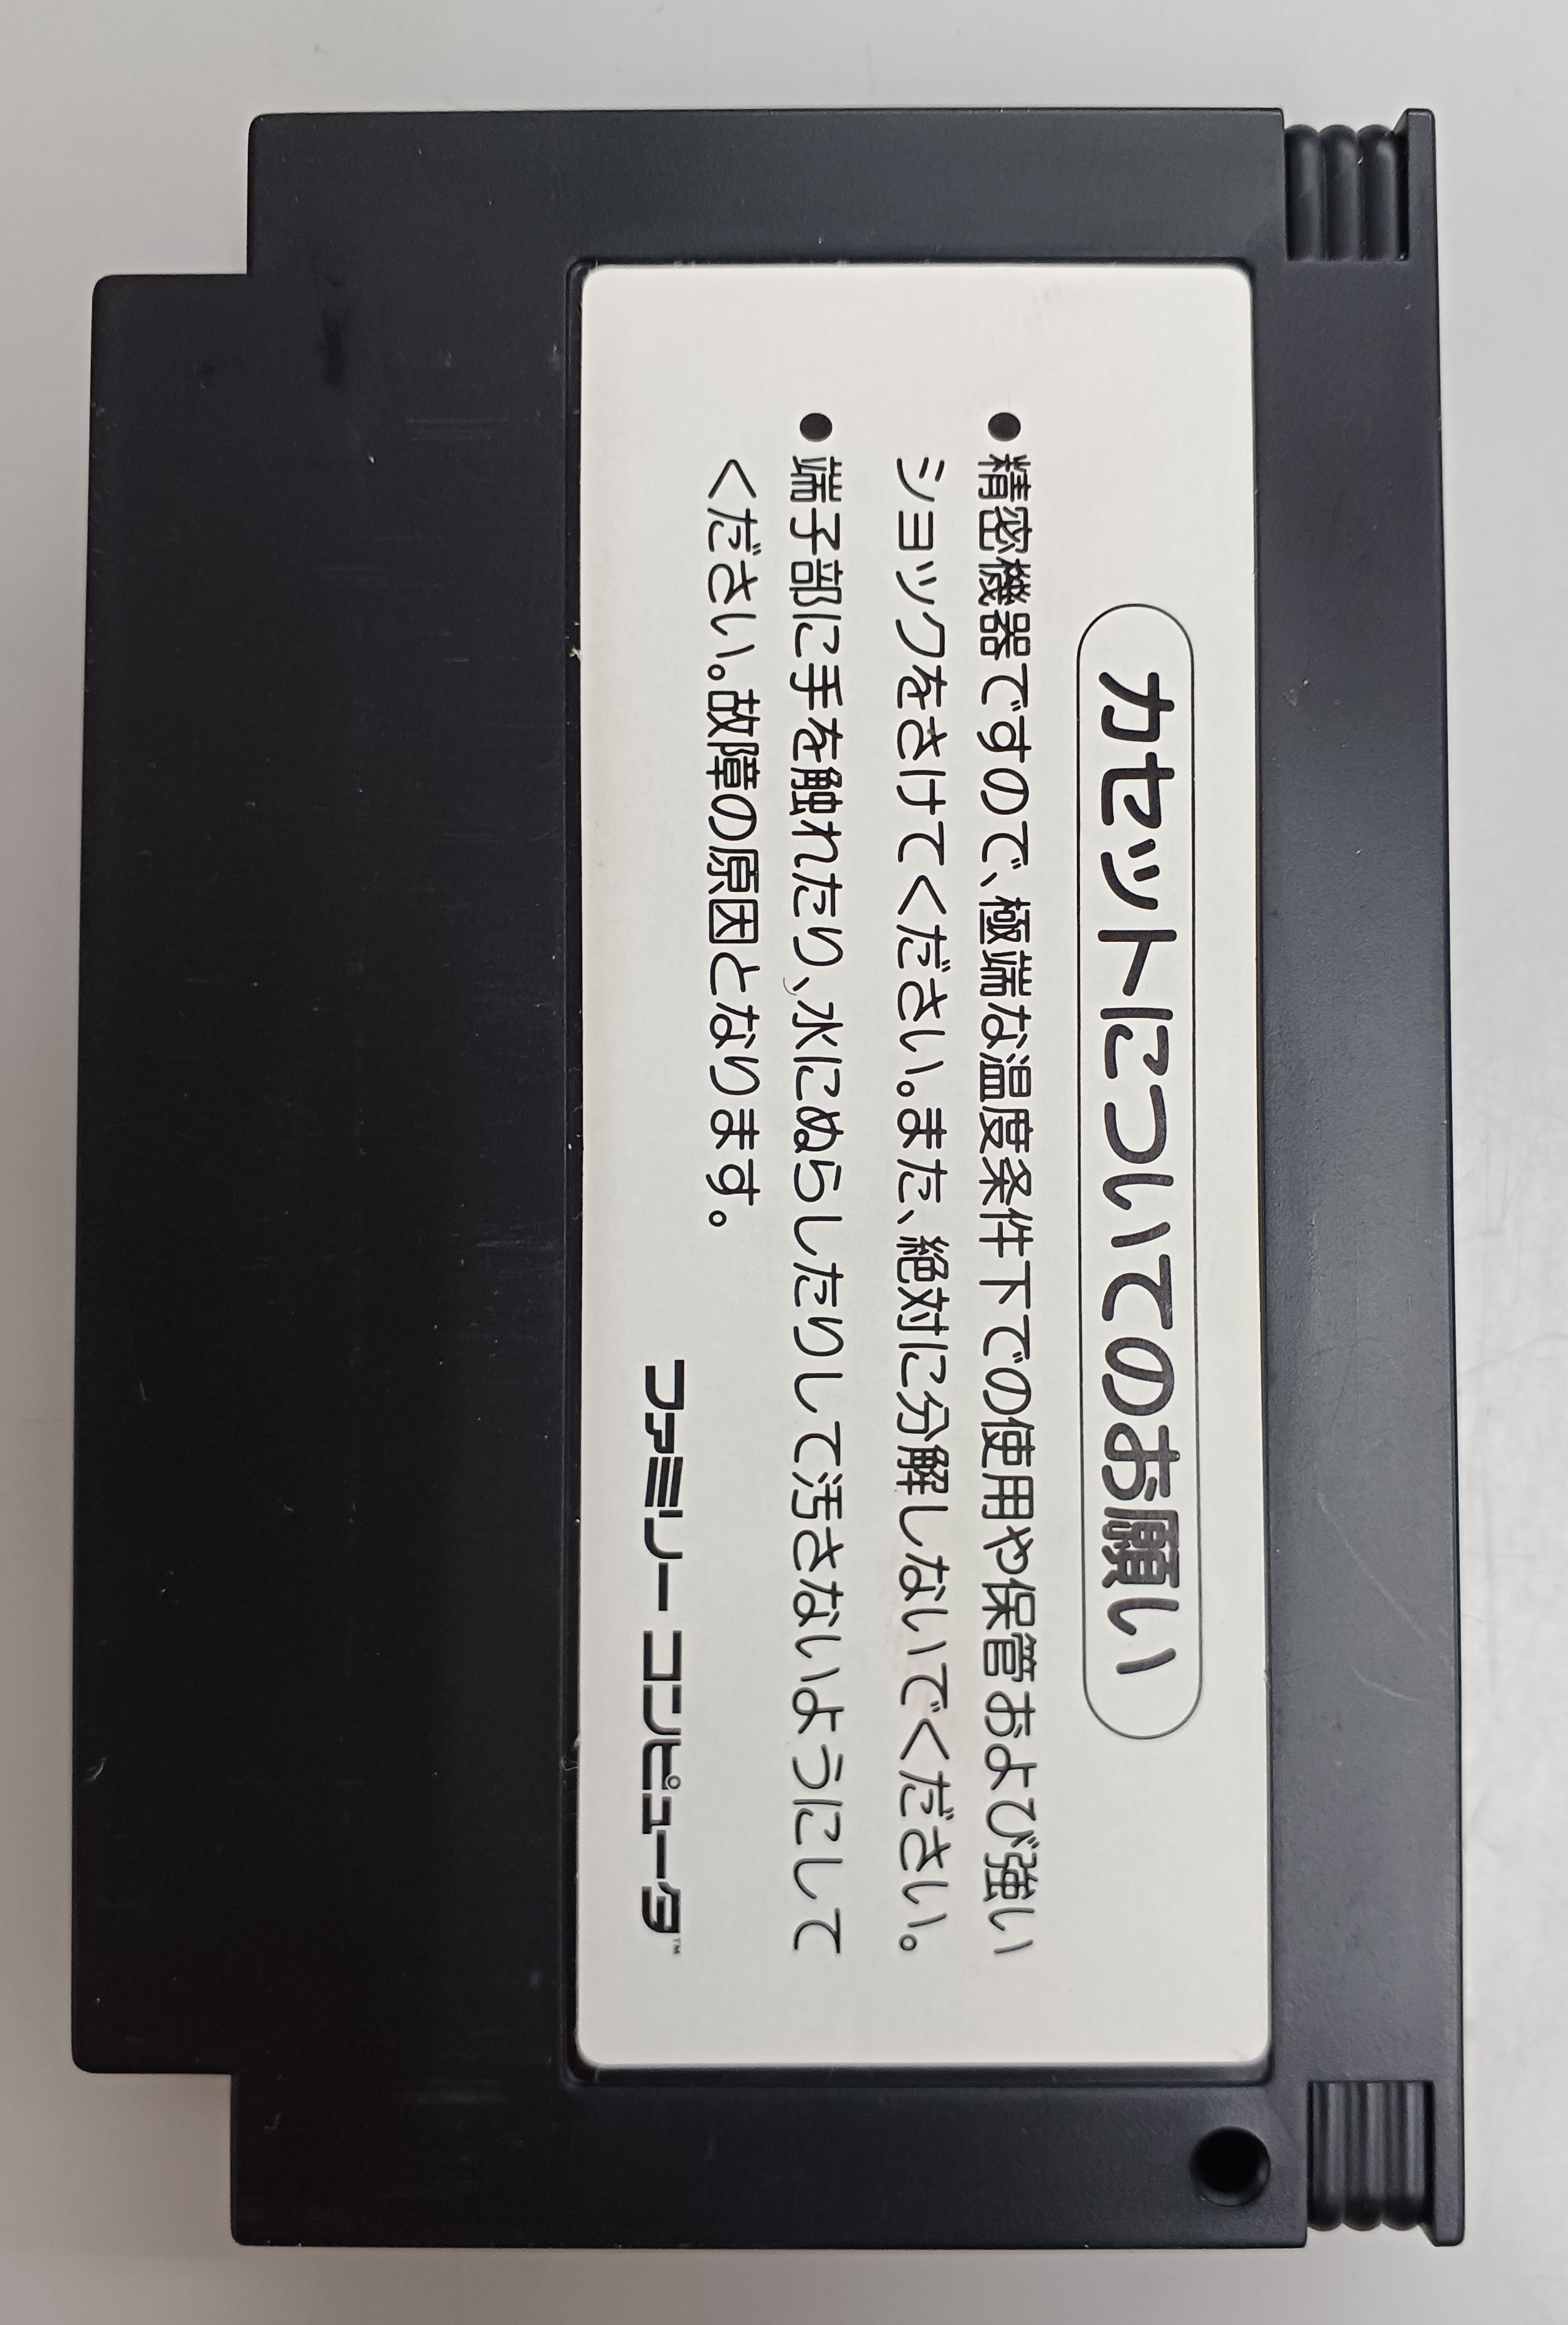 カセットについてのお願い
●精密機器ですので、極端な温度条件下での使用や保管および強い
ショックをさけてください。また、絶対に分解しないでください。
●端子部に手を触れたり、水にぬらしたりして汚さないようにして
ください。故障の原因となります。
ファミリー コンピュータ™